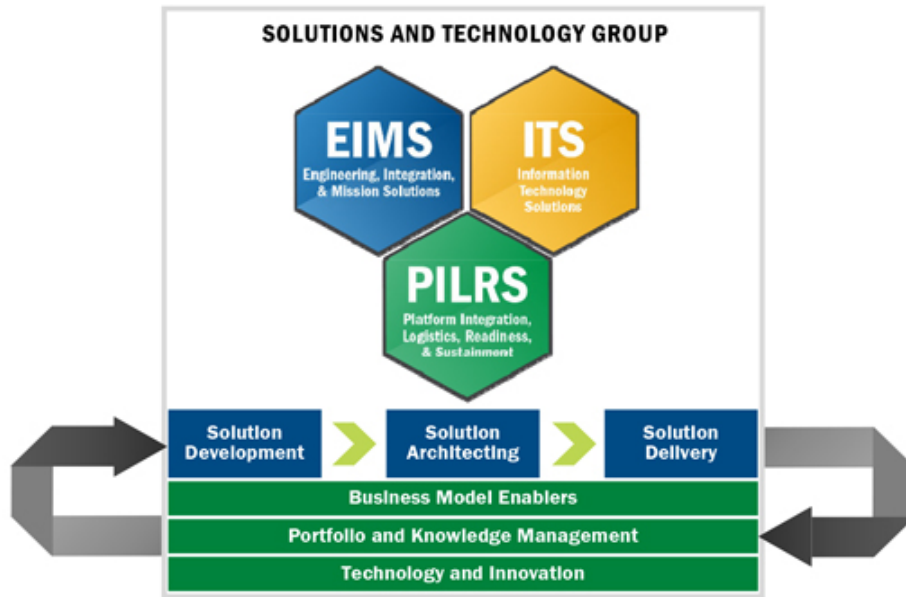 SOLUTIONS AND TECHNOLOGY GROUP
EIMS
Engineering, Integration,
& Mission Solutions
ITS
Information
Technology
Solutions
PILRS
Platform Integration,
Logistics, Readiness,
& Sustainment
Solution
Development
Solution
Architecting
Solution
Delivery
Business Model Enablers
Portfolio and Knowledge Management
Technology and Innovation